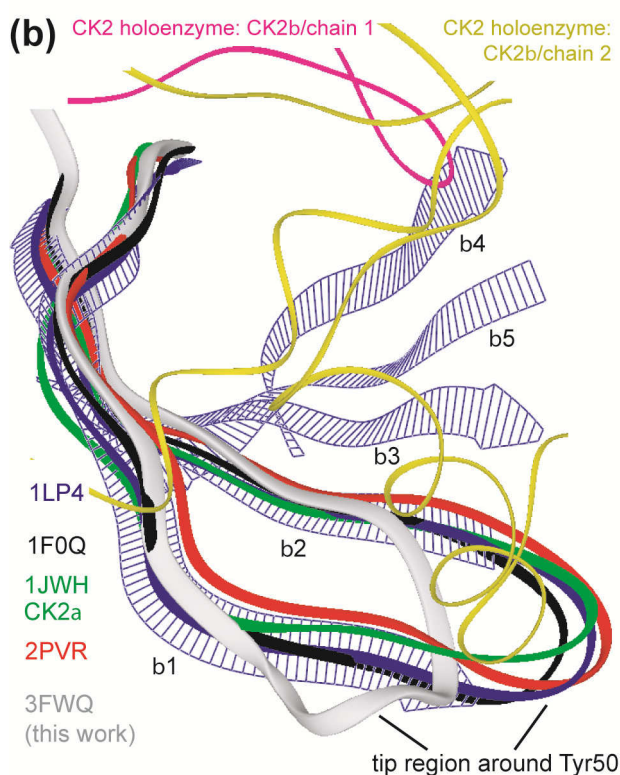 (b)
CK2 holoenzyme:
CK2b/chain 1
CK2 holoenzyme:
CK2b/chain 2
b4
b5
b3
b2
b1
1LP4
1F0Q
1JWH
CK2a
2PVR
3FWQ
(this work)
tip region around Tyr50